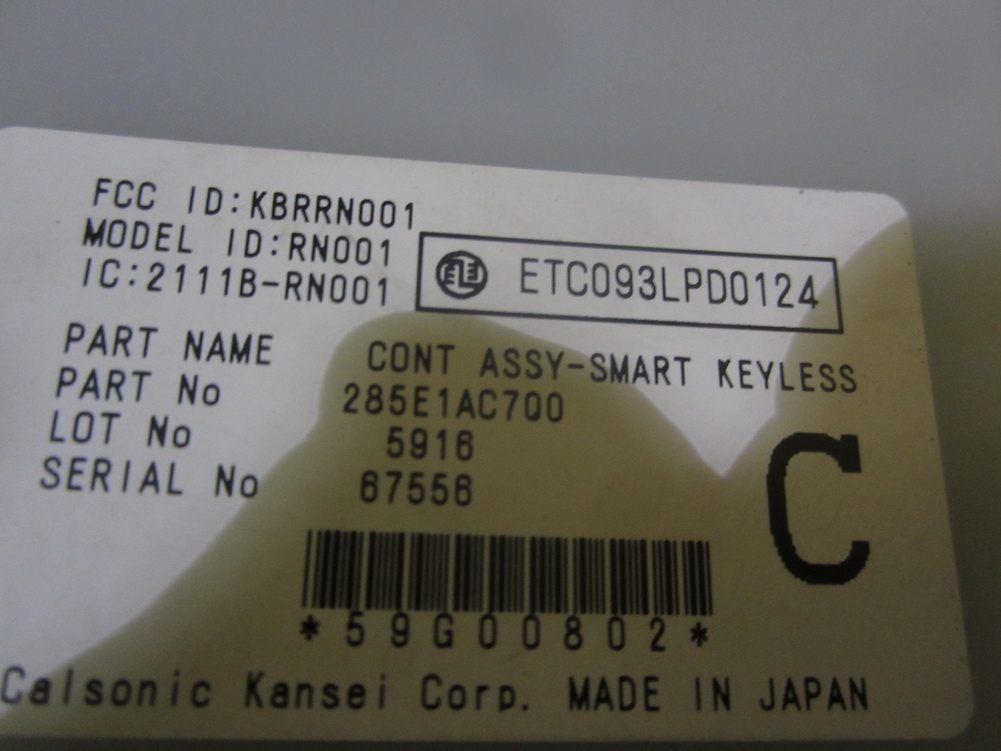 FCC ID:KBRRN001
MODEL ID:RN001
IC:2111B-RN001
ETC093LPD0124
PART NAME CONT ASSY-SMART KEYLESS
PART No 285E1AC700
LOT No 5916
SERIAL No 67556
C
*59G00802*
Calsonic Kansei Corp. MADE IN JAPAN